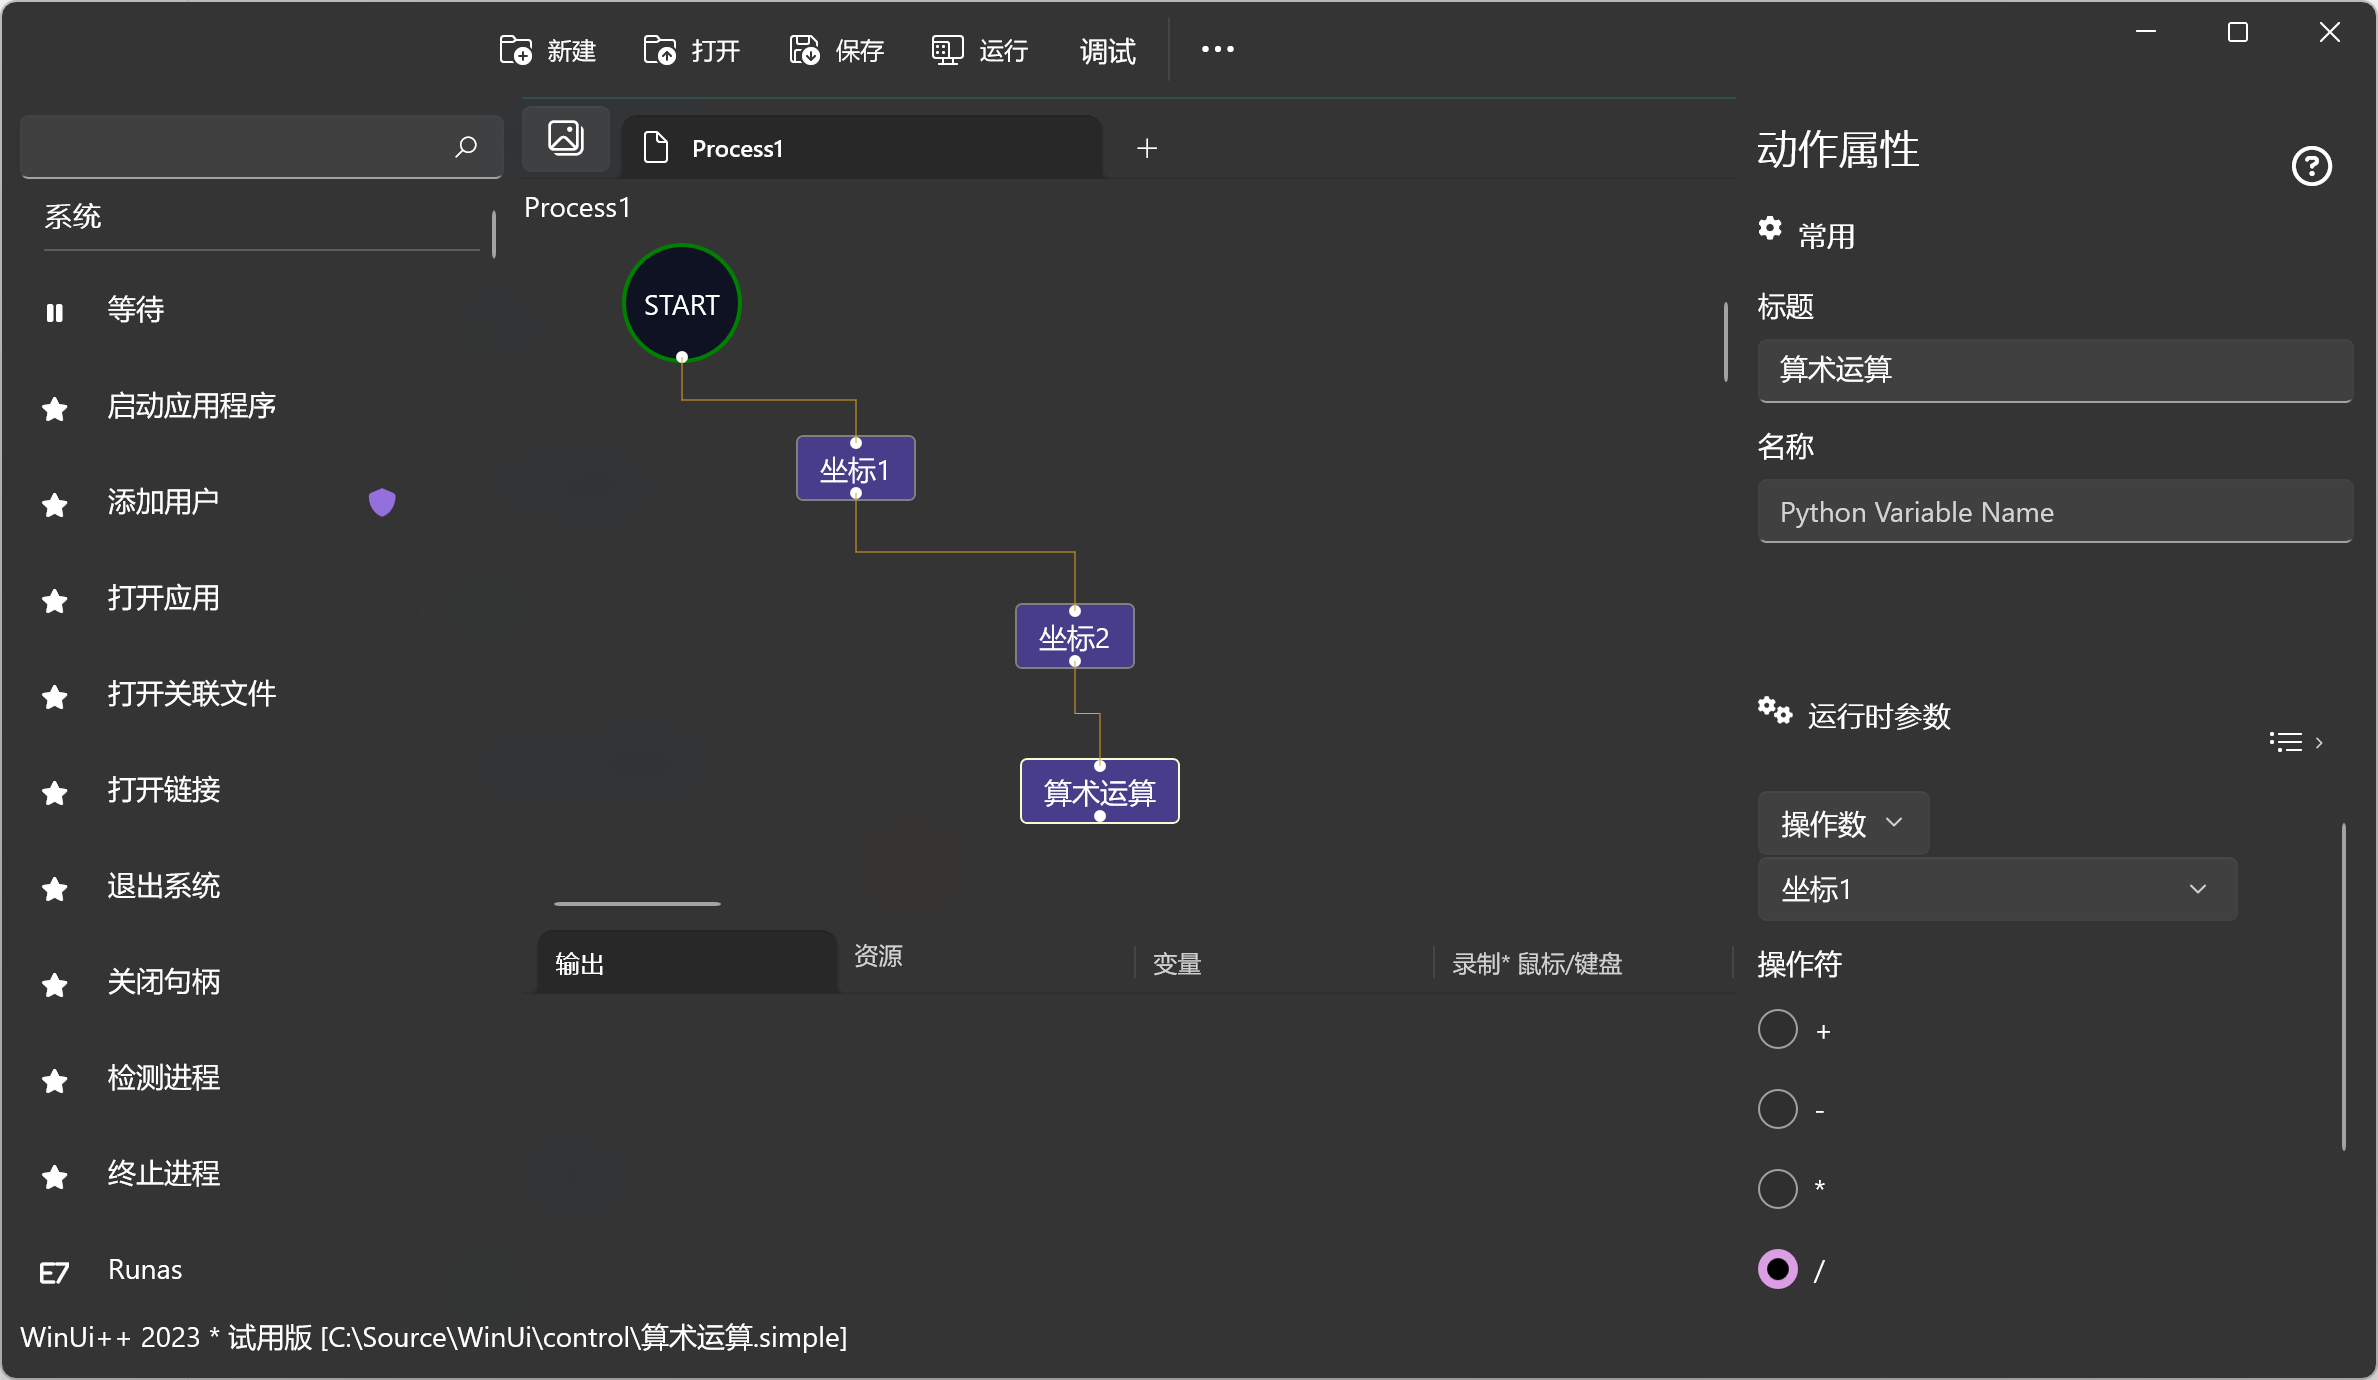 新建 打开 保存 运行 调试
Process1
系统
等待
启动应用程序
添加用户
打开应用
打开关联文件
打开链接
退出系统
关闭句柄
检测进程
终止进程
Runas
Process1
START
坐标1
坐标2
算术运算
输出 资源 变量 录制* 鼠标/键盘
动作属性
常用
标题
算术运算
名称
Python Variable Name
运行时参数
操作数
坐标1
操作符
+
-
*
/
WinUi++ 2023 * 试用版 [C:\Source\WinUi\control\算术运算.simple]